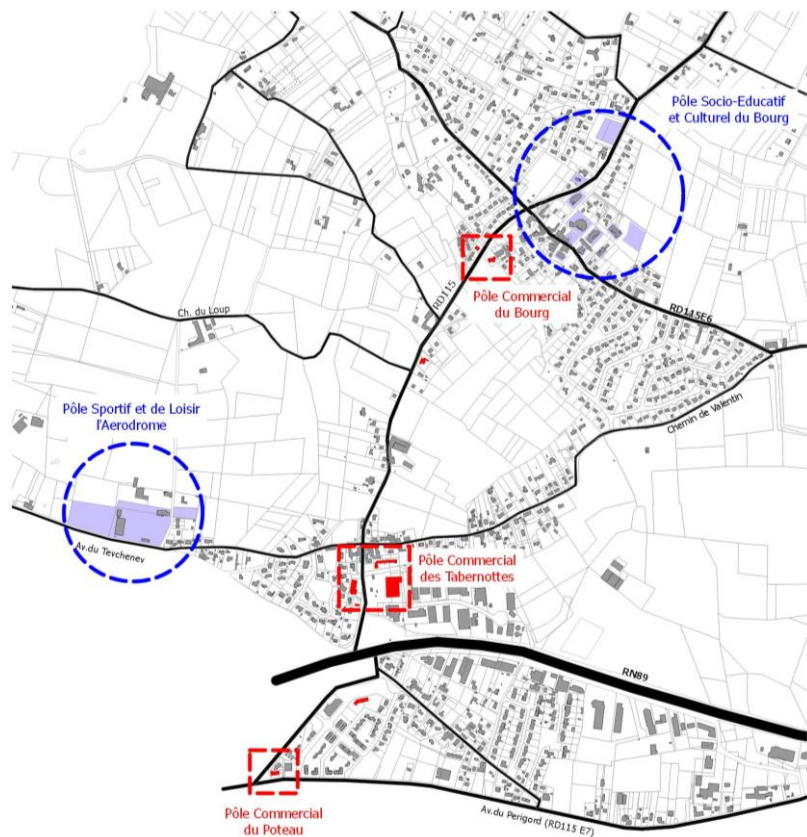 Pôle Socio-Educatif
et Culturel du Bourg
RD115
Pôle Commercial
du Bourg
Ch. du Loup
RD115E6
Pôle Sportif et de Loisir
l'Aerodrome
Chemin de Valentin
Av.du Teychenev
Pôle Commercial
des Tabernottes
RN89
Pôle Commercial
du Poteau
Av.du Perigord (RD115 E7)